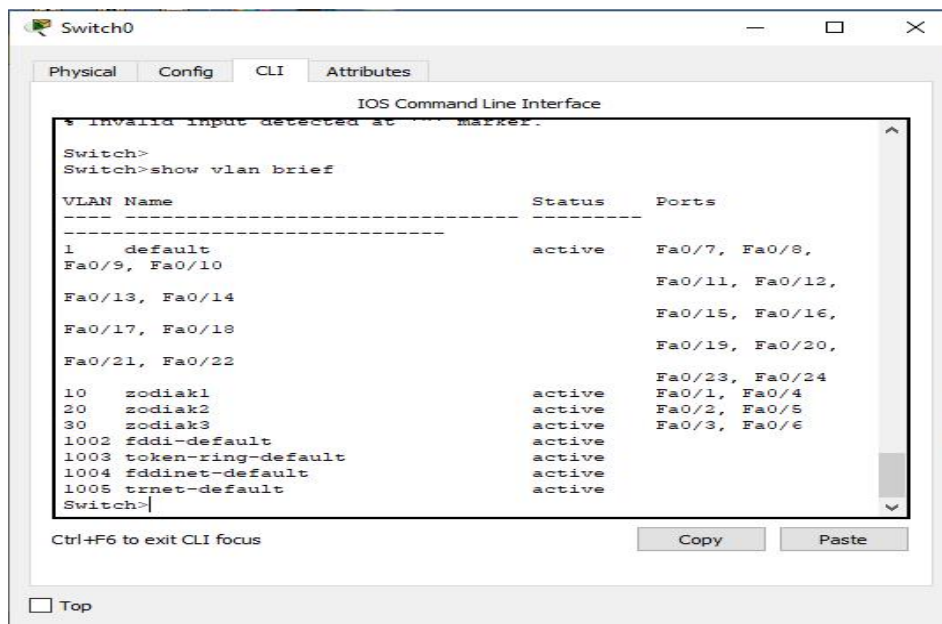 Switch0
Physical Config CLI Attributes
IOS Command Line Interface
% Invalid input detected at '^' marker.
Switch>
Switch>show vlan brief
VLAN Name Status Ports
---- -------------------------------- --------- -------------------------------
1 default active Fa0/7, Fa0/8,
Fa0/9, Fa0/10
Fa0/11, Fa0/12,
Fa0/13, Fa0/14
Fa0/15, Fa0/16,
Fa0/17, Fa0/18
Fa0/19, Fa0/20,
Fa0/21, Fa0/22
Fa0/23, Fa0/24
10 zodiak1 active Fa0/1, Fa0/4
20 zodiak2 active Fa0/2, Fa0/5
30 zodiak3 active Fa0/3, Fa0/6
1002 fddi-default active
1003 token-ring-default active
1004 fddinet-default active
1005 trnet-default active
Switch>
Ctrl+F6 to exit CLI focus
Copy Paste
Top